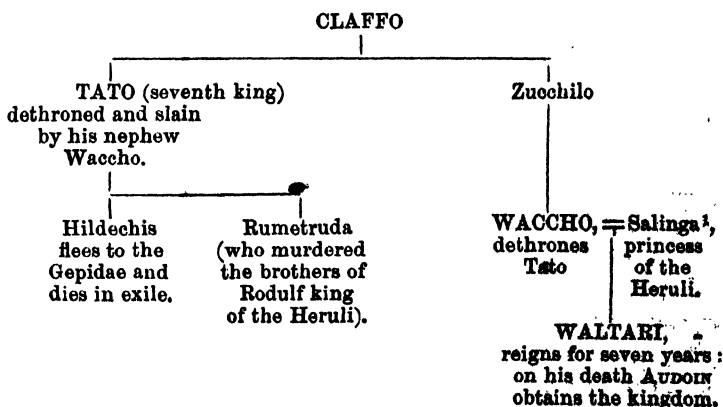 CLAFFO
TATO (seventh king)
dethroned and slain
by his nephew
Waccho.
Zucchilo
Hildechis
flees to the
Gepidae and
dies in exile.
Rumetruda
(who murdered
the brothers of
Rodulf king
of the Heruli).
WACCHO,
dethrones
Tato
= Salinga¹,
princess
of the
Heruli.
WALTARI,
reigns for seven years :
on his death AUDOIN
obtains the kingdom.